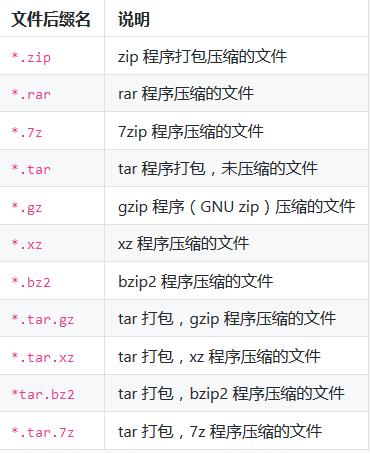 文件后缀名 说明
*.zip zip 程序打包压缩的文件
*.rar rar 程序压缩的文件
*.7z 7zip 程序压缩的文件
*.tar tar 程序打包，未压缩的文件
*.gz gzip 程序（GNU zip）压缩的文件
*.xz xz 程序压缩的文件
*.bz2 bzip2 程序压缩的文件
*.tar.gz tar 打包，gzip 程序压缩的文件
*.tar.xz tar 打包，xz 程序压缩的文件
*tar.bz2 tar 打包，bzip2 程序压缩的文件
*.tar.7z tar 打包，7z 程序压缩的文件